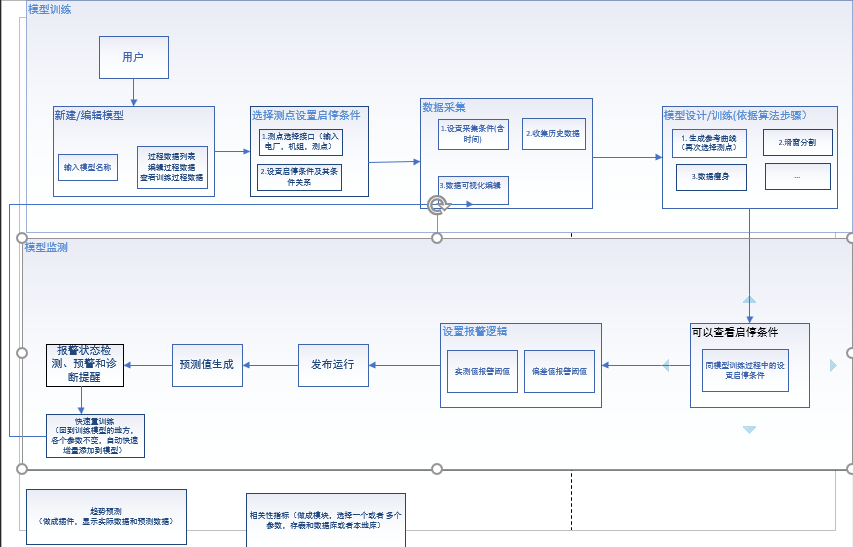 模型训练
用户
新建/编辑模型
输入模型名称
过程数据列表
编辑过程数据
查看训练过程数据
选择测点设置启停条件
1.测点选择接口（输入
电厂，机组，测点）
2.设置启停条件及其条
件关系
数据采集
1.设置采集条件(含
时间)
2.收集历史数据
3.数据可视化编辑
模型设计/训练(依据算法步骤）
1. 生成参考曲线
（再次选择测点）
2.滑窗分割
3.数据瘦身
...
模型监测
报警状态检
测、预警和诊
断提醒
预测值生成
发布运行
设置报警逻辑
实测值报警阈值
偏差值报警阈值
可以查看启停条件
同模型训练过程中的设
置启停条件
快速重训练
（回到训练模型的地方，
各个参数不变，自动快速
增量添加到模型）
趋势预测
（做成插件，显示实际数据和预测数据）
相关性指标（做成模块，选择一个或者 多个
参数，存储和数据库或者本地库）